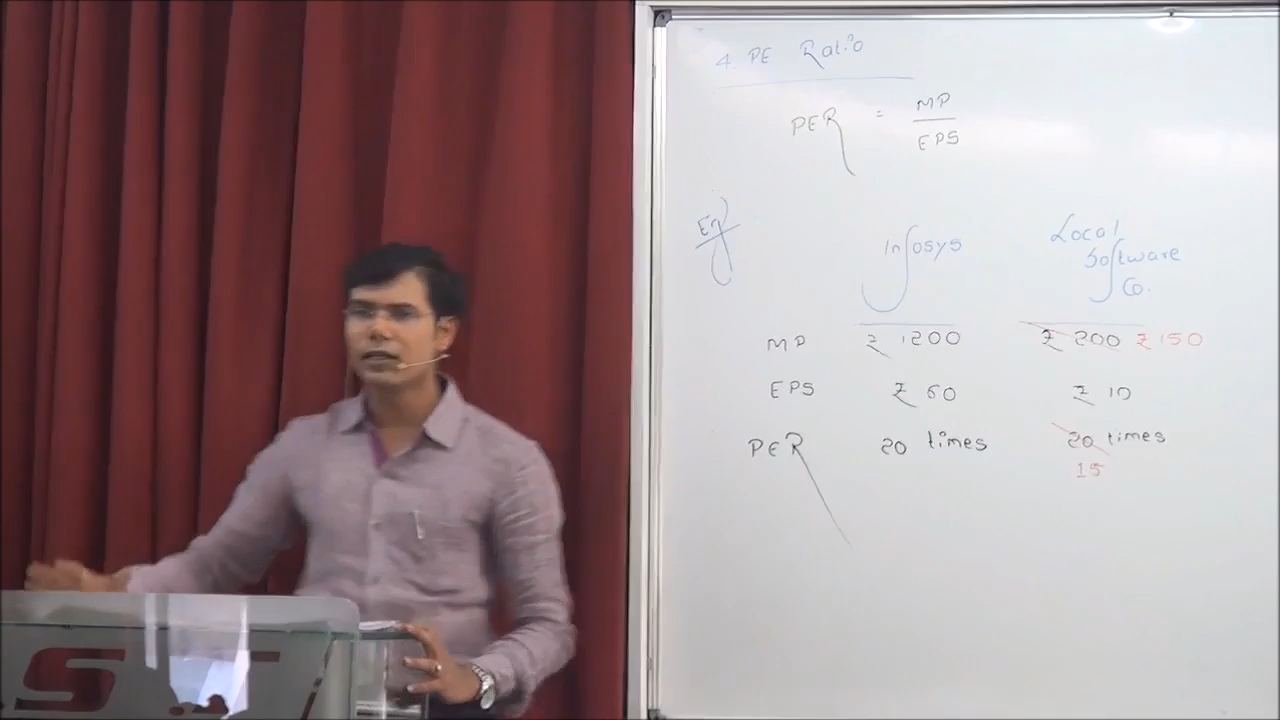 4. PE Ratio
PER = MP
EPS
Eg
Infosys
Local
Software
Co.
MP ₹ 1200 ₹ 200 ₹ 150
EPS ₹ 60 ₹ 10
PER 20 times 20 times
15